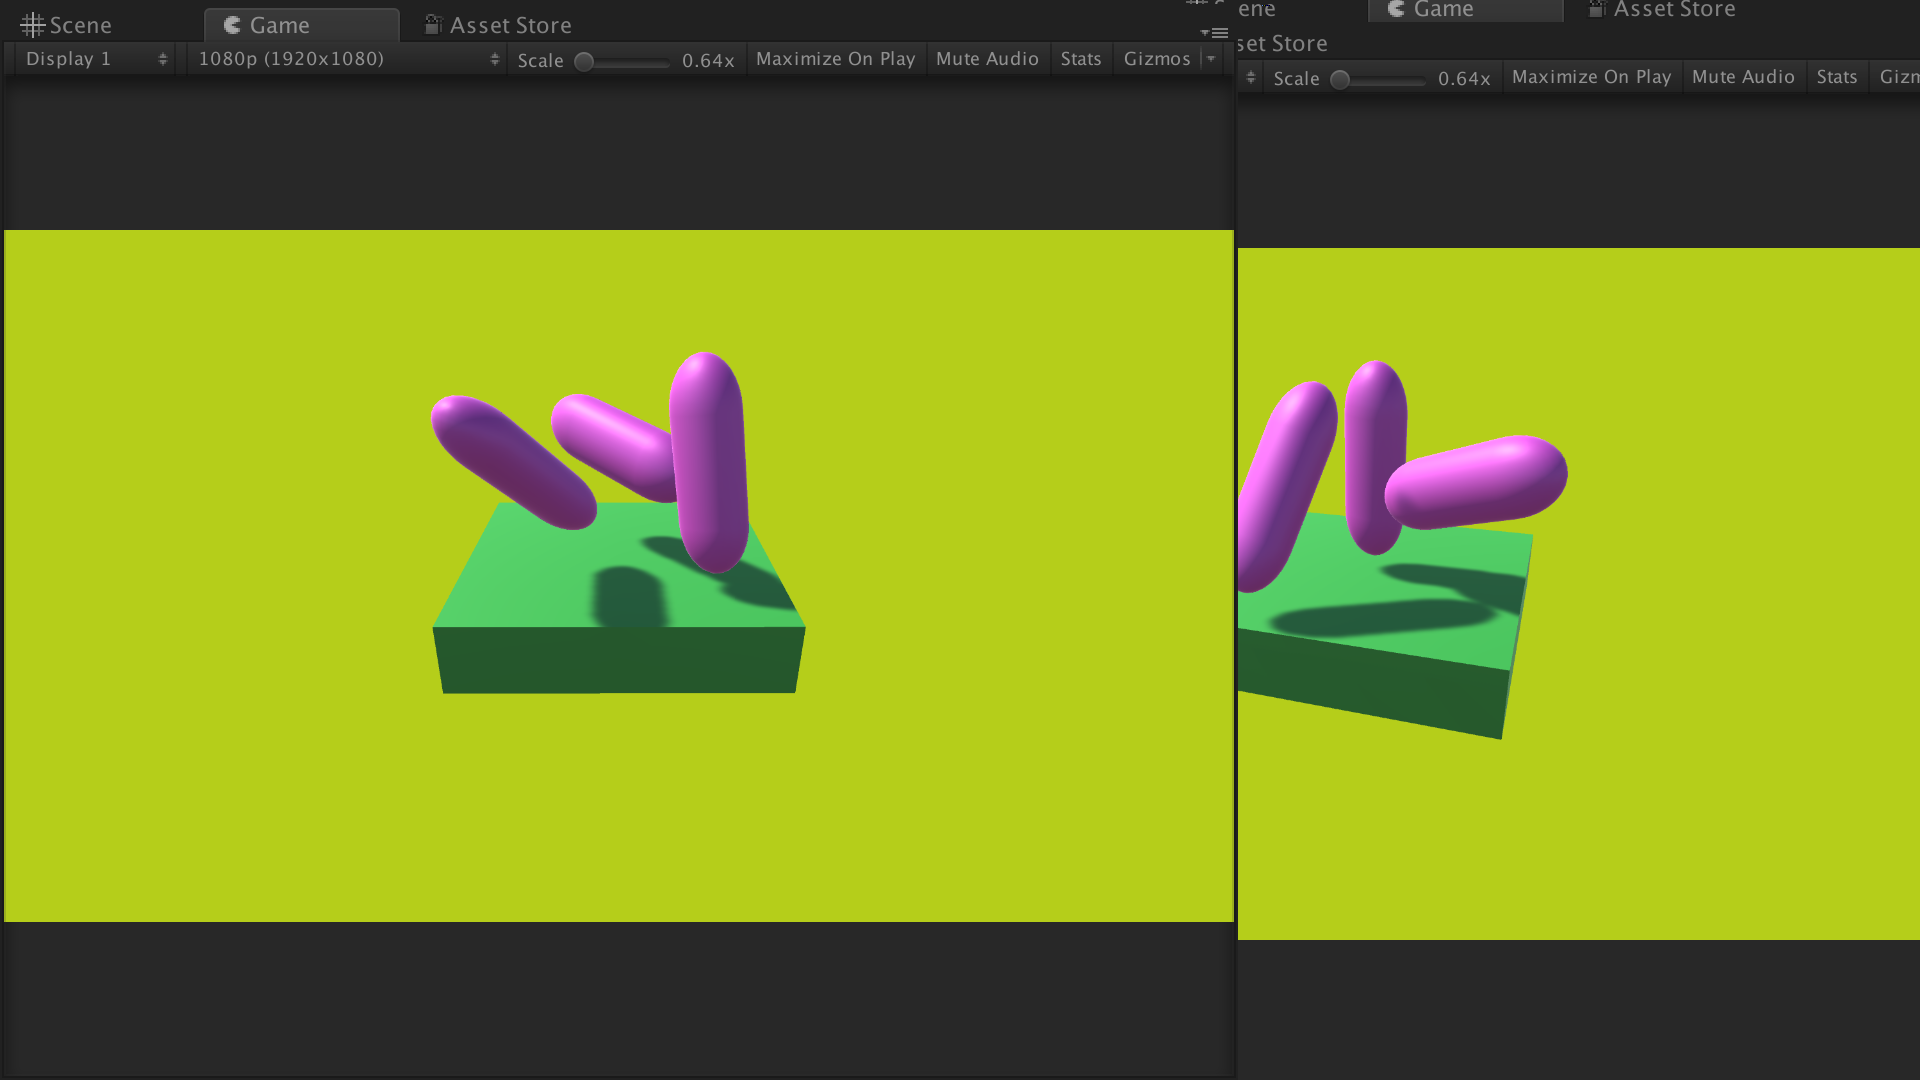 Scene Game Asset Store
Display 1 1080p (1920x1080) Scale 0.64x Maximize On Play Mute Audio Stats Gizmos
ene Game Asset Store
set Store
Scale 0.64x Maximize On Play Mute Audio Stats Gizm